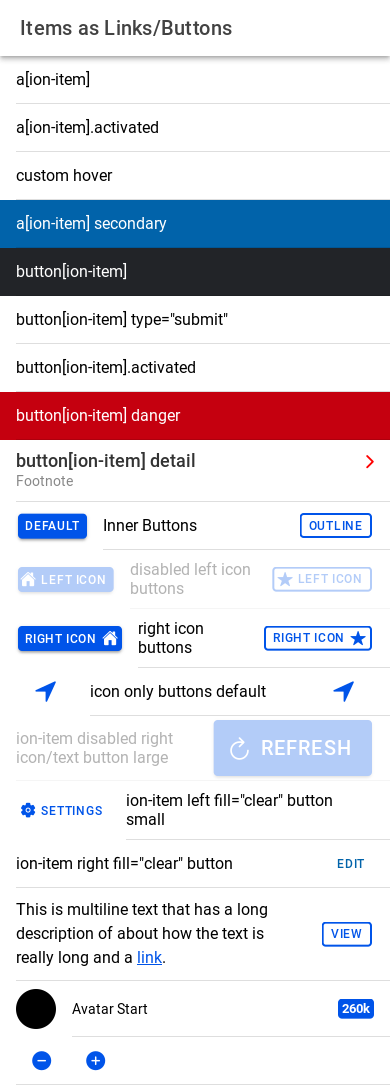 Items as Links/Buttons
a[ion-item]
a[ion-item].activated
custom hover
a[ion-item] secondary
button[ion-item]
button[ion-item] type="submit"
button[ion-item].activated
button[ion-item] danger
button[ion-item] detail
Footnote
DEFAULT Inner Buttons OUTLINE
LEFT ICON disabled left icon buttons LEFT ICON
RIGHT ICON right icon buttons RIGHT ICON
icon only buttons default
ion-item disabled right
icon/text button large
REFRESH
SETTINGS ion-item left fill="clear" button small
ion-item right fill="clear" button EDIT
This is multiline text that has a long
description of about how the text is
really long and a link.
VIEW
Avatar Start 260k